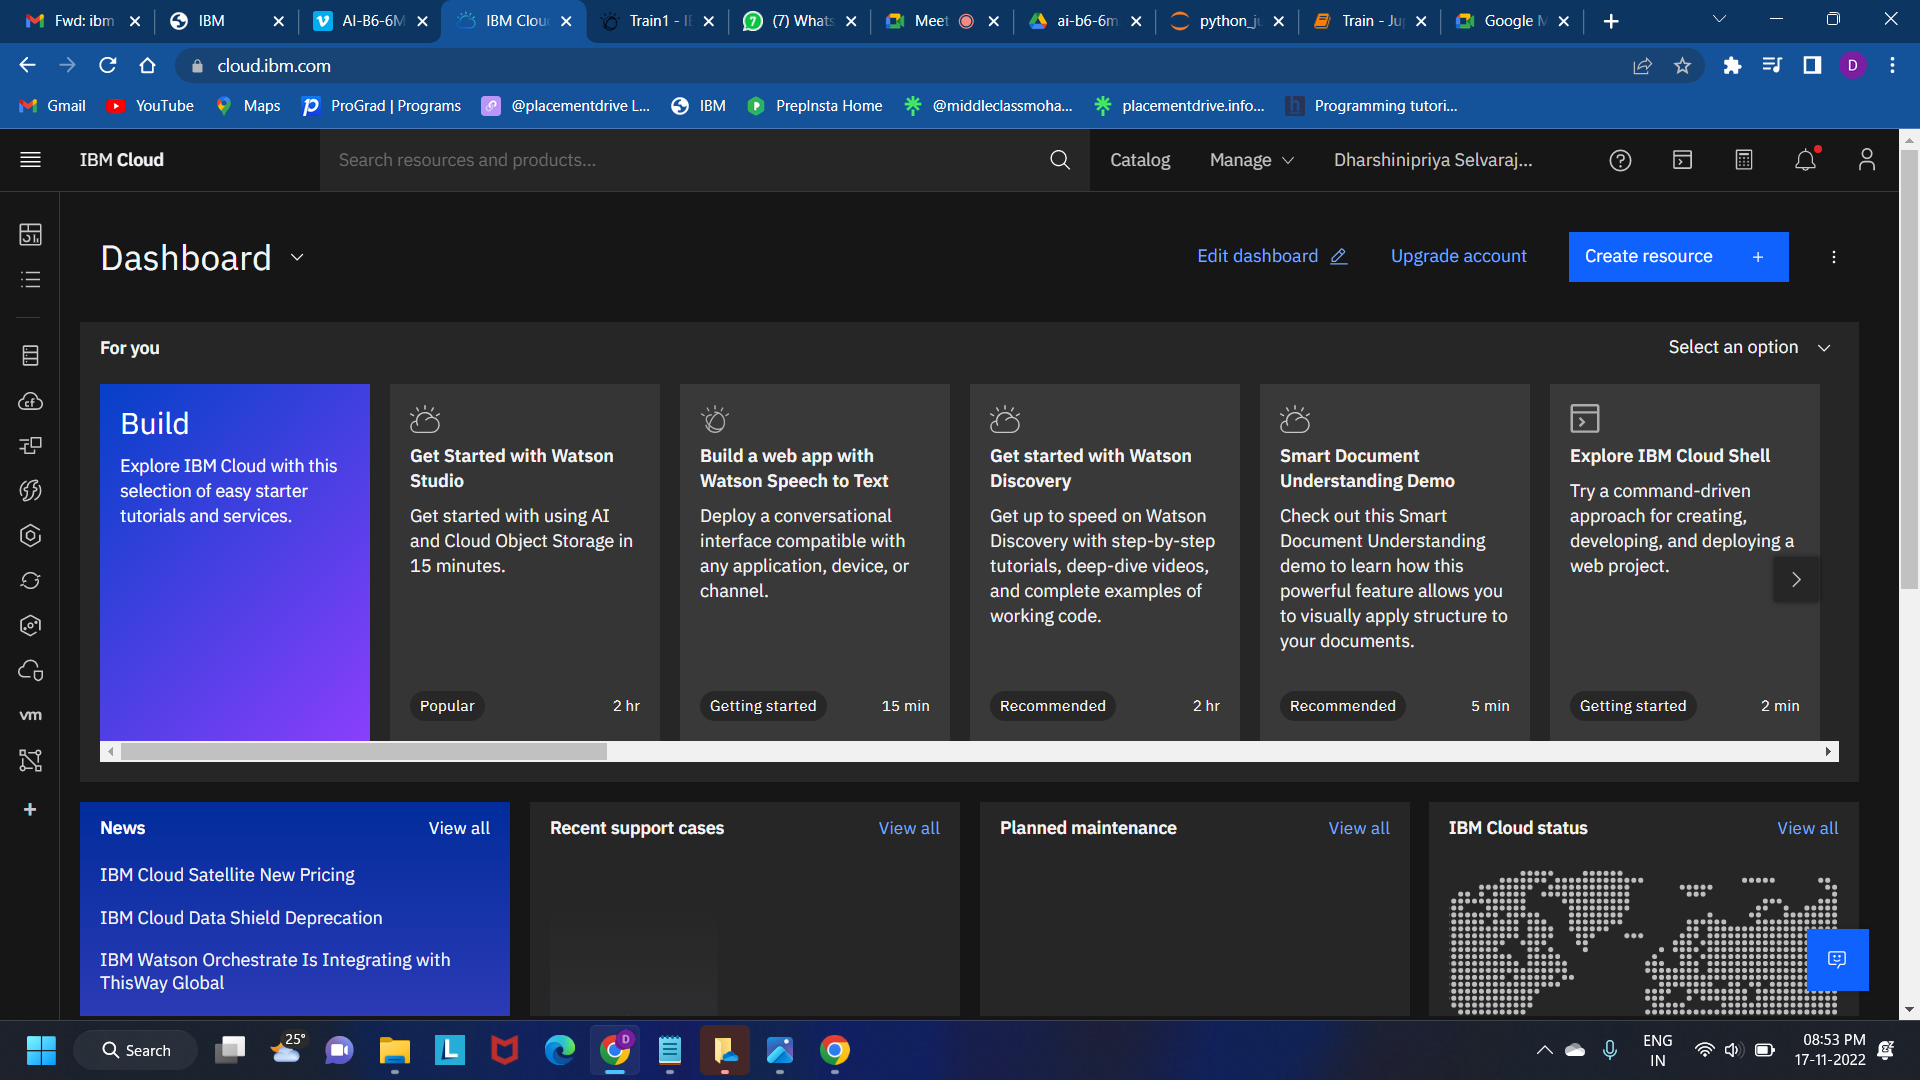 Fwd: ibm
IBM
AI-B6-6M
IBM Clou
Train1 - IB
(7) Whats
Meet
ai-b6-6m
python_ju
Train - Jup
Google M
cloud.ibm.com
D
Gmail
YouTube
Maps
ProGrad | Programs
@placementdrive L...
IBM
PrepInsta Home
@middleclassmoha...
placementdrive.info...
Programming tutori...
IBM Cloud
Search resources and products...
Catalog
Manage
Dharshinipriya Selvaraj...
Dashboard
Edit dashboard
Upgrade account
Create resource +
For you
Select an option
Build
Explore IBM Cloud with this
selection of easy starter
tutorials and services.
Get Started with Watson
Studio
Get started with using AI
and Cloud Object Storage in
15 minutes.
Popular
2 hr
Build a web app with
Watson Speech to Text
Deploy a conversational
interface compatible with
any application, device, or
channel.
Getting started
15 min
Get started with Watson
Discovery
Get up to speed on Watson
Discovery with step-by-step
tutorials, deep-dive videos,
and complete examples of
working code.
Recommended
2 hr
Smart Document
Understanding Demo
Check out this Smart
Document Understanding
demo to learn how this
powerful feature allows you
to visually apply structure to
your documents.
Recommended
5 min
Explore IBM Cloud Shell
Try a command-driven
approach for creating,
developing, and deploying a
web project.
Getting started
2 min
cf
vm
News
View all
IBM Cloud Satellite New Pricing
IBM Cloud Data Shield Deprecation
IBM Watson Orchestrate Is Integrating with
ThisWay Global
Recent support cases
View all
Planned maintenance
View all
IBM Cloud status
View all
Search
25°
L
D
ENG
IN
08:53 PM
17-11-2022